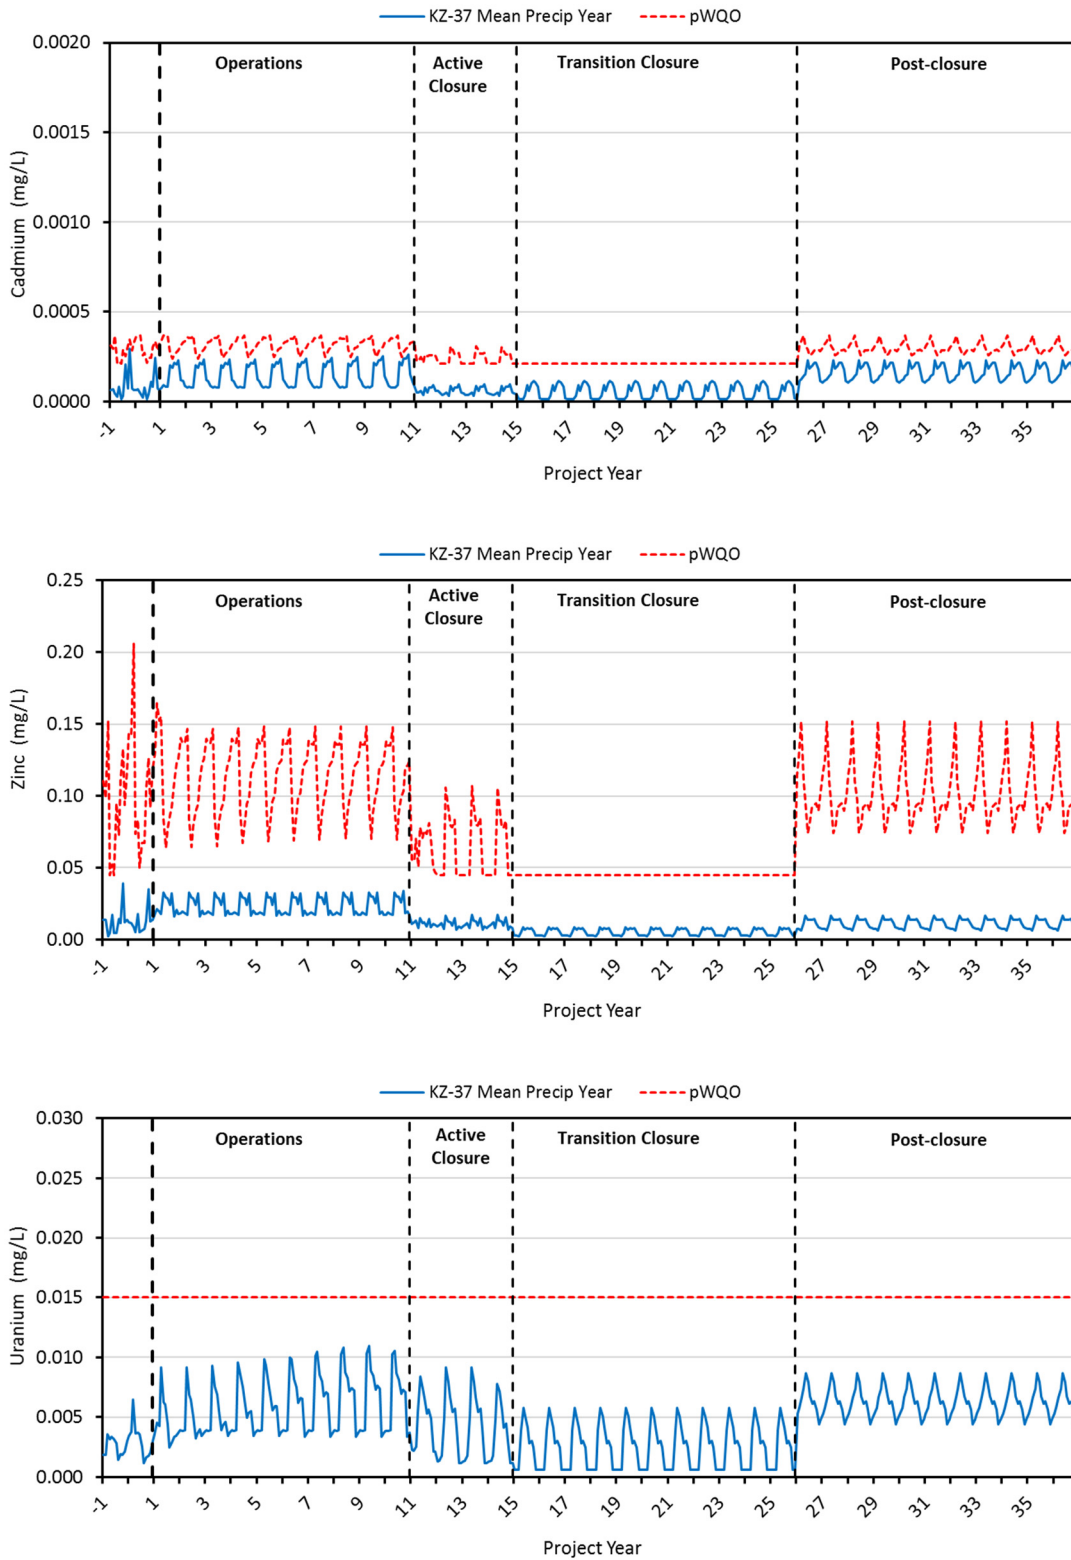 KZ-37 Mean Precip Year pWQO
0.0020
0.0015
0.0010
0.0005
0.0000
Cadmium (mg/L)
Operations
Active
Closure
Transition Closure
Post-closure
-1 1 3 5 7 9 11 13 15 17 19 21 23 25 27 29 31 33 35
Project Year
KZ-37 Mean Precip Year pWQO
0.25
0.20
0.15
0.10
0.05
0.00
Zinc (mg/L)
Operations
Active
Closure
Transition Closure
Post-closure
-1 1 3 5 7 9 11 13 15 17 19 21 23 25 27 29 31 33 35
Project Year
KZ-37 Mean Precip Year pWQO
0.030
0.025
0.020
0.015
0.010
0.005
0.000
Uranium (mg/L)
Operations
Active
Closure
Transition Closure
Post-closure
-1 1 3 5 7 9 11 13 15 17 19 21 23 25 27 29 31 33 35
Project Year